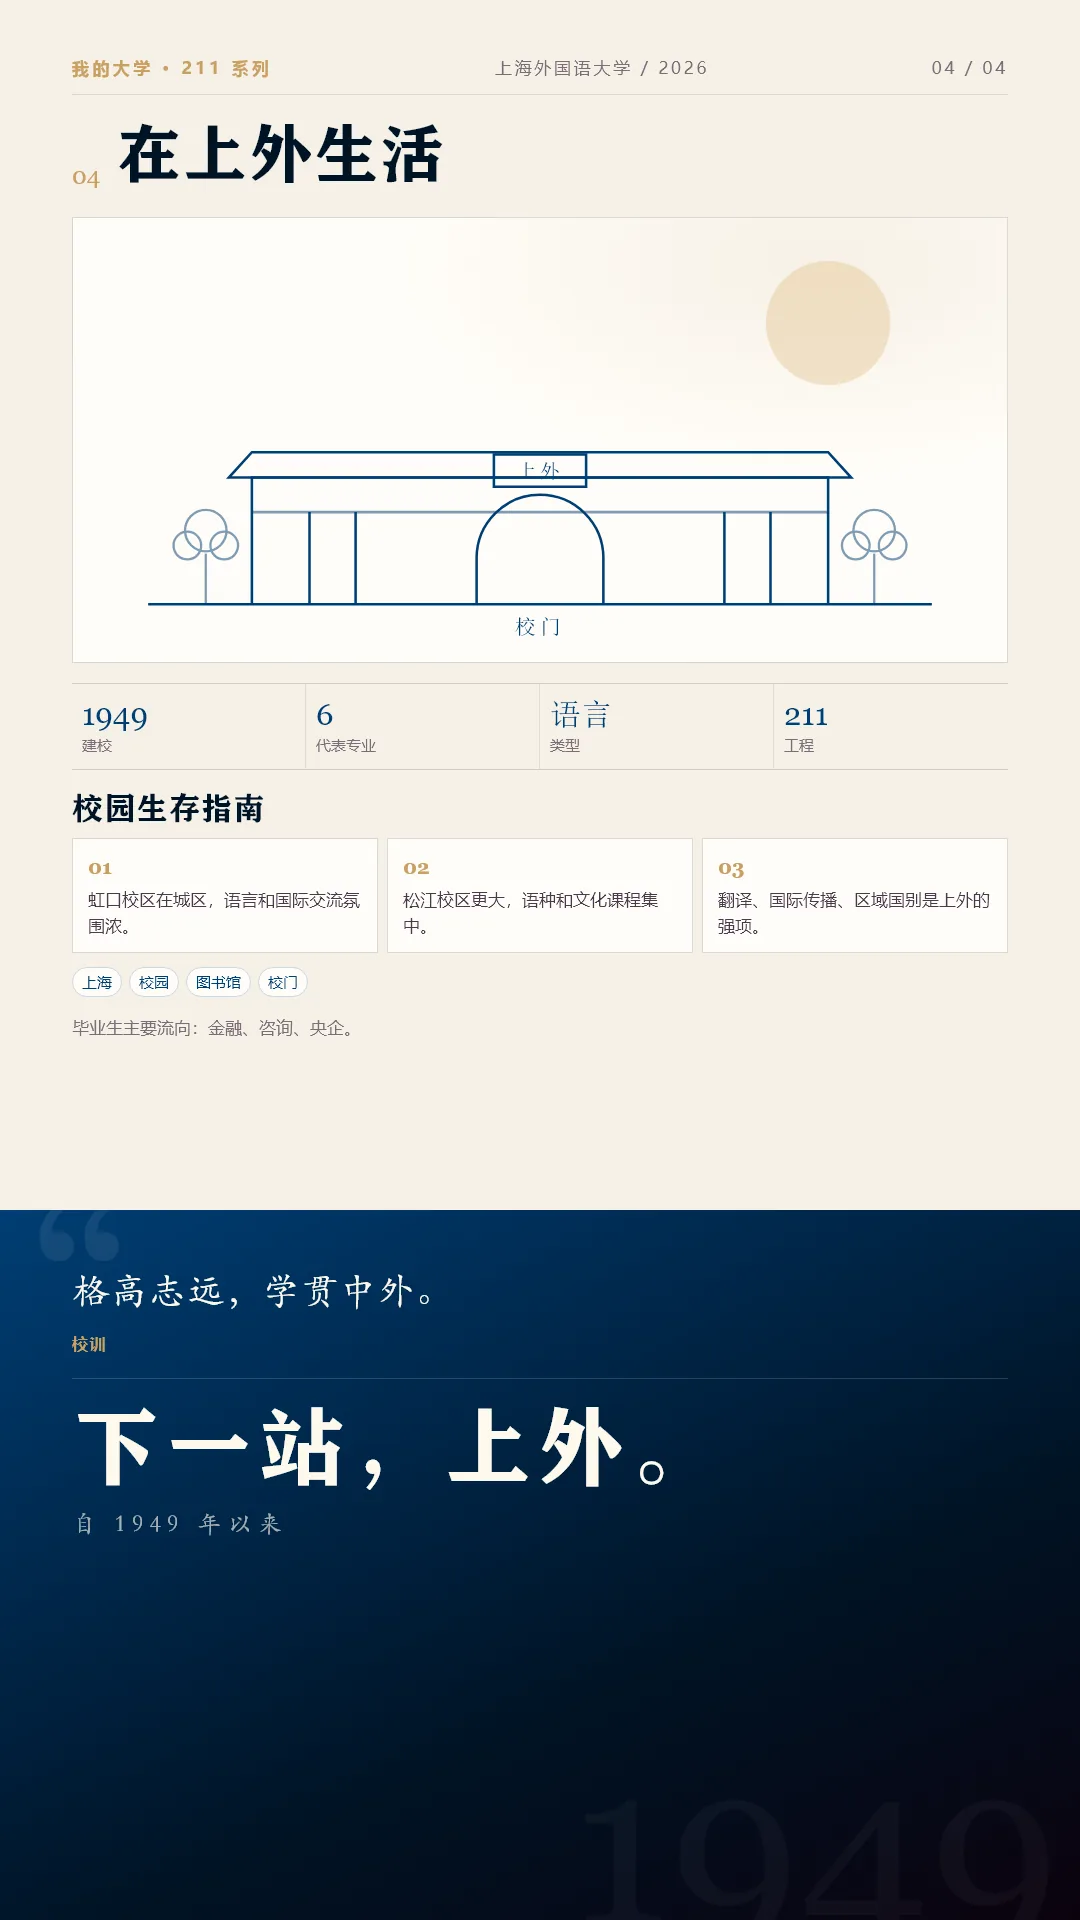 我的大学 • 211 系列
上海外国语大学 / 2026
04 / 04
04 在上外生活
上外
校门
1949
建校
6
代表专业
语言
类型
211
工程
校园生存指南
01
虹口校区在城区，语言和国际交流氛
围浓。
02
松江校区更大，语种和文化课程集
中。
03
翻译、国际传播、区域国别是上外的
强项。
上海
校园
图书馆
校门
毕业生主要流向：金融、咨询、央企。
“
格高志远，学贯中外。
校训
下一站，上外。
自 1949 年以来
1949